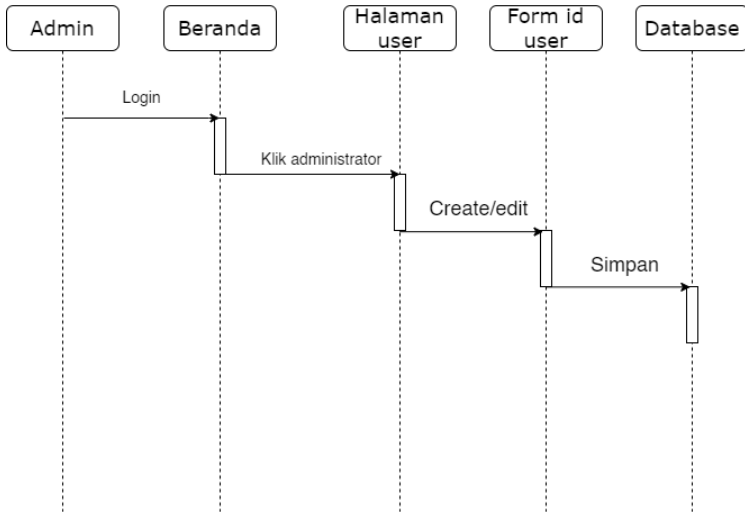 Admin
Beranda
Halaman
user
Form id
user
Database
Login
Klik administrator
Create/edit
Simpan